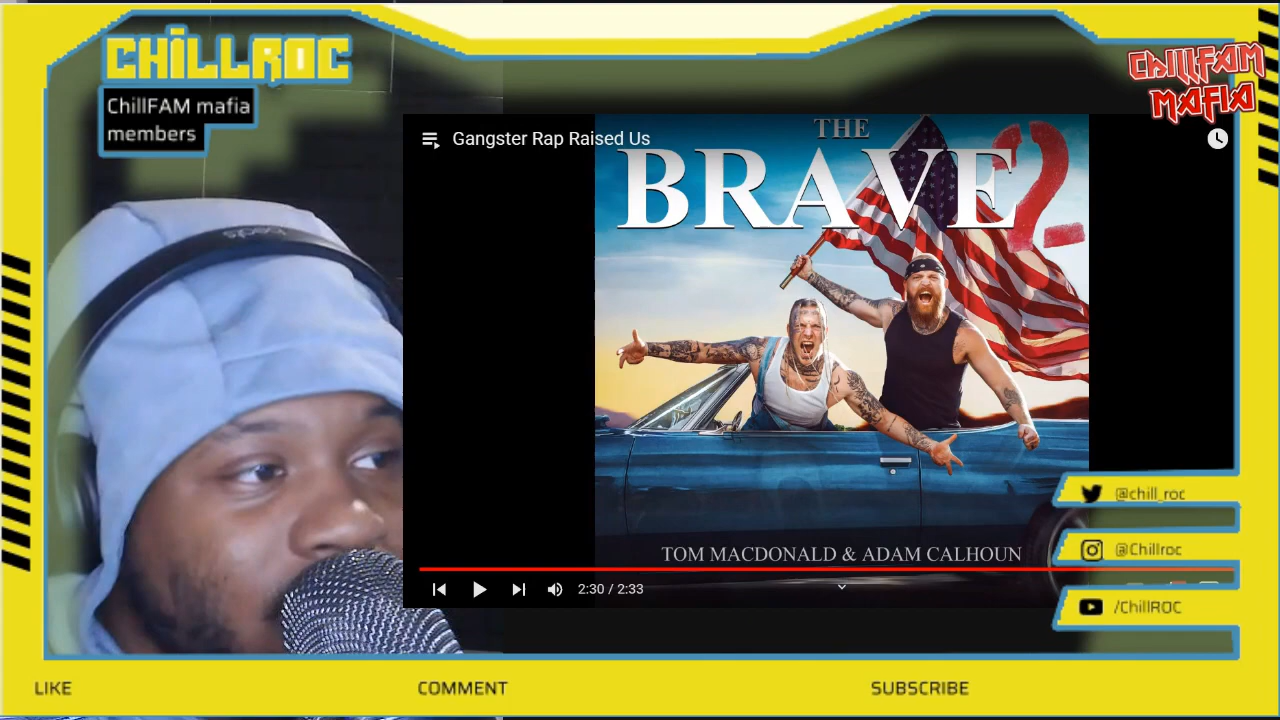 CHILLROC
ChillFAM mafia
members
CHILLFAM
MAFIA
Gangster Rap Raised Us
THE
BRAVE 2.
TOM MACDONALD & ADAM CALHOUN
2:30 / 2:33
beats
@chill_roc
@Chillroc
/ChillROC
LIKE
COMMENT
SUBSCRIBE